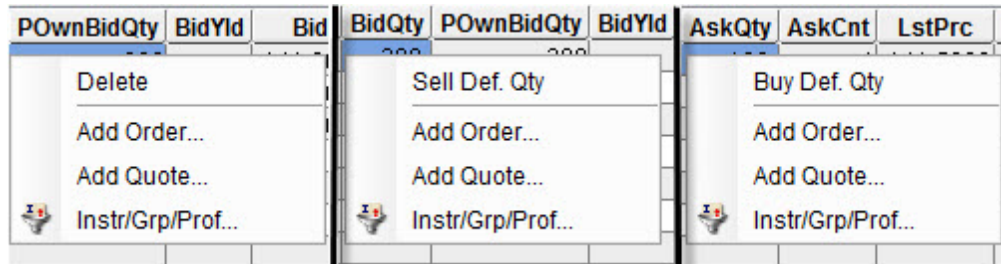 POwnBidQty BidYld Bid
Delete
Add Order...
Add Quote...
Instr/Grp/Prof...
BidQty POwnBidQty BidYld
Sell Def. Qty
Add Order...
Add Quote...
Instr/Grp/Prof...
AskQty AskCnt LstPrc
Buy Def. Qty
Add Order...
Add Quote...
Instr/Grp/Prof...